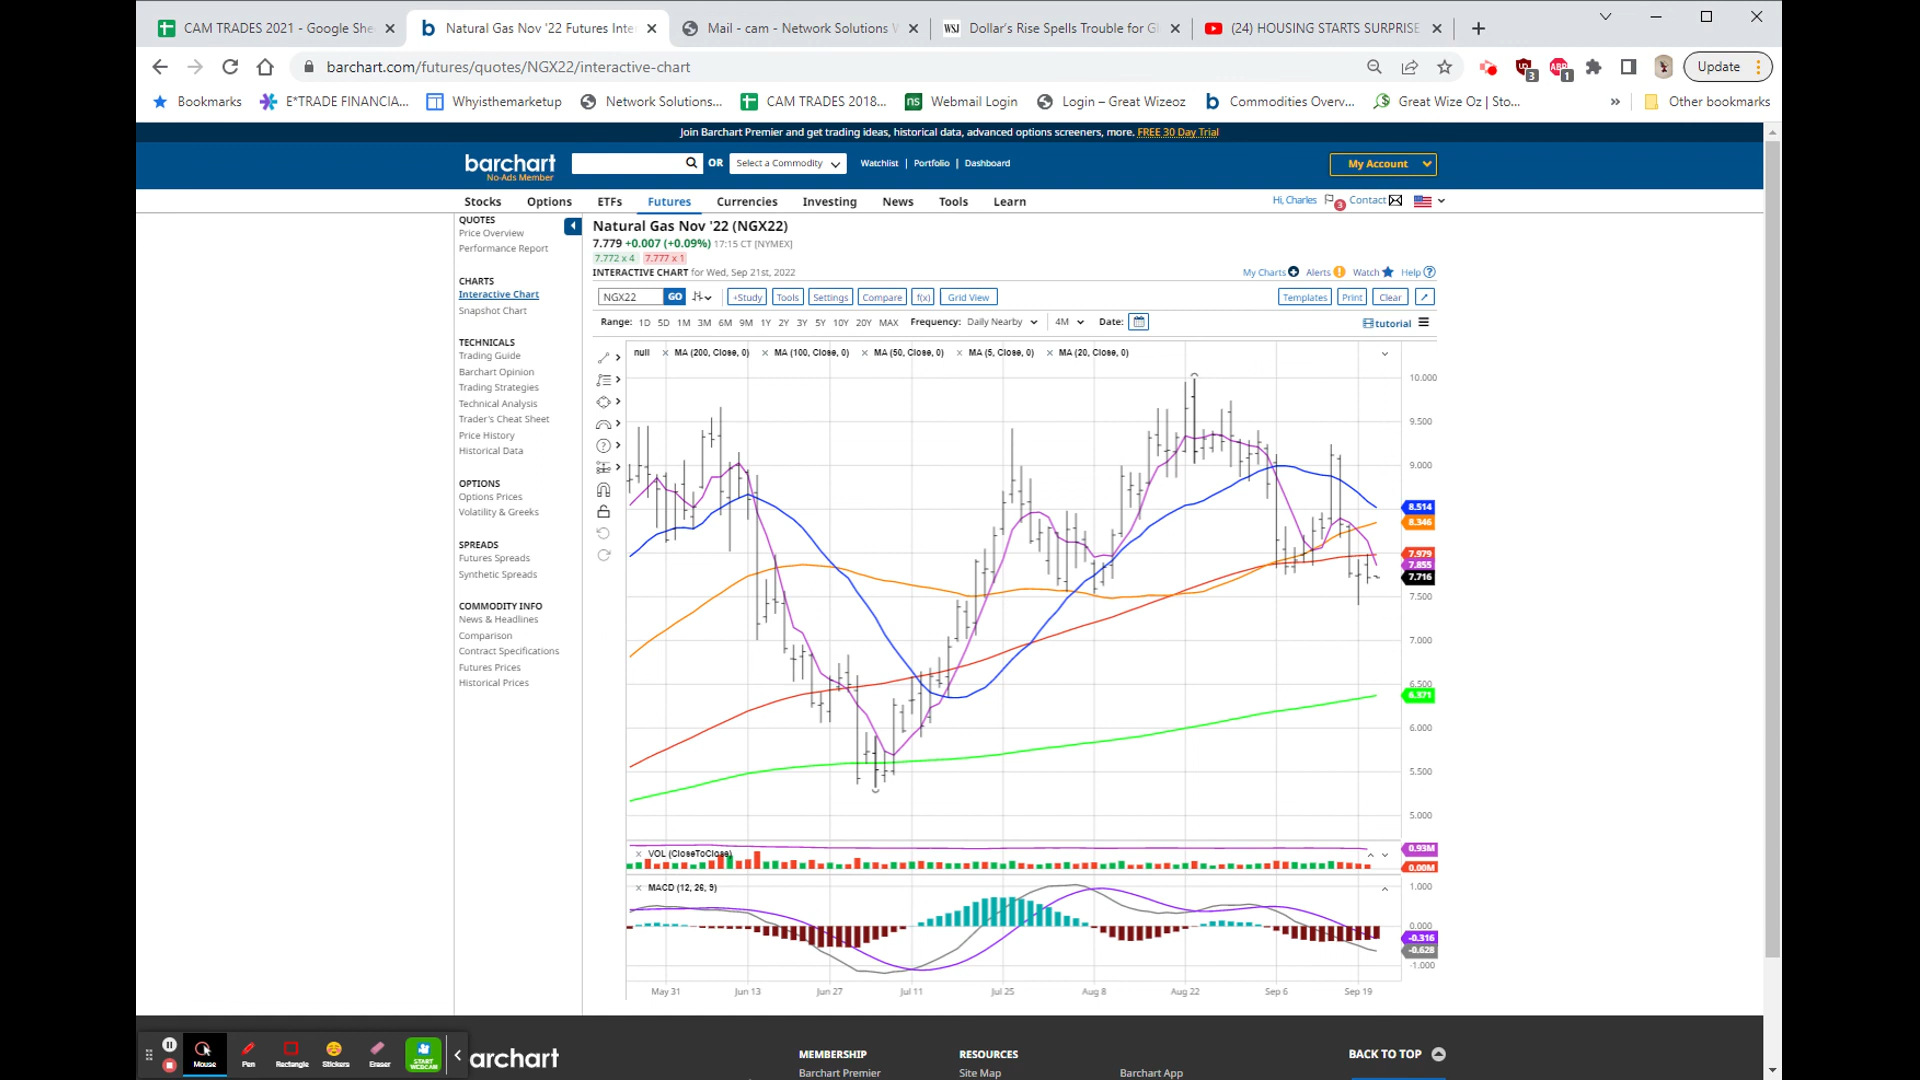 CAM TRADES 2021 - Google She
Natural Gas Nov '22 Futures Inter
Mail - cam - Network Solutions W
WSJ
Dollar's Rise Spells Trouble for Gl
(24) HOUSING STARTS SURPRISE
barchart.com/futures/quotes/NGX22/interactive-chart
3
ABP
1
Update
Bookmarks
E*TRADE FINANCIA...
Whyisthemarketup
Network Solutions...
CAM TRADES 2018...
ns
Webmail Login
Login – Great Wizeoz
Commodities Overv...
Great Wize Oz | Sto...
»
Other bookmarks
Join Barchart Premier and get trading ideas, historical data, advanced options screeners, more. FREE 30 Day Trial
barchart
No-Ads Member
OR
Select a Commodity
Watchlist | Portfolio | Dashboard
My Account
Stocks Options ETFs Futures Currencies Investing News Tools Learn
Hi, Charles
3
Contact
QUOTES
Price Overview
Performance Report
CHARTS
Interactive Chart
Snapshot Chart
TECHNICALS
Trading Guide
Barchart Opinion
Trading Strategies
Technical Analysis
Trader's Cheat Sheet
Price History
Historical Data
OPTIONS
Options Prices
Volatility & Greeks
SPREADS
Futures Spreads
Synthetic Spreads
COMMODITY INFO
News & Headlines
Comparison
Contract Specifications
Futures Prices
Historical Prices
Natural Gas Nov '22 (NGX22)
7.779 +0.007 (+0.09%) 17:15 CT [NYMEX]
7.772 x 4 7.777 x 1
INTERACTIVE CHART for Wed, Sep 21st, 2022
My Charts Alerts Watch Help
NGX22 GO +Study Tools Settings Compare f(x) Grid View
Templates Print Clear
Range: 1D 5D 1M 3M 6M 9M 1Y 2Y 3Y 5Y 10Y 20Y MAX Frequency: Daily Nearby 4M Date:
tutorial
null × MA (200, Close, 0) × MA (100, Close, 0) × MA (50, Close, 0) × MA (5, Close, 0) × MA (20, Close, 0)
10.000
9.500
9.000
8.514
8.346
7.979
7.855
7.716
7.500
7.000
6.500
6.371
6.000
5.500
5.000
× VOL (CloseToClose)
0.93M
0.00M
× MACD (12, 26, 9)
1.000
0.000
-0.316
-0.628
-1.000
May 31 Jun 13 Jun 27 Jul 11 Jul 25 Aug 8 Aug 22 Sep 6 Sep 19
Mouse Pen Rectangle Stickers Eraser START WEBCAM
archart
MEMBERSHIP
Barchart Premier
RESOURCES
Site Map
Barchart App
BACK TO TOP